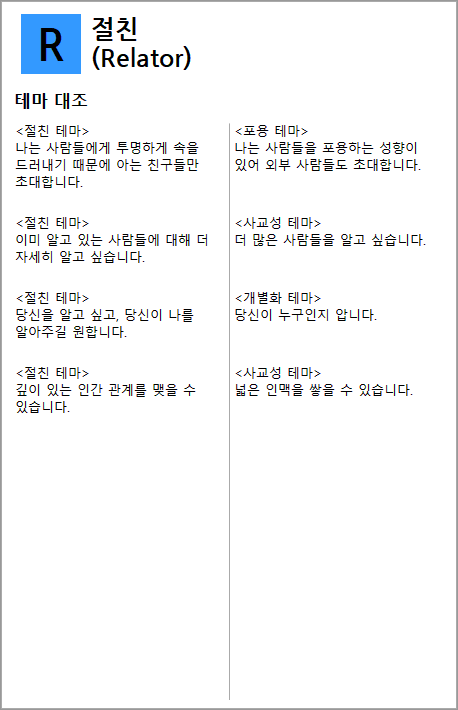 R
절친
(Relator)
테마 대조
<절친 테마>
나는 사람들에게 투명하게 속을
드러내기 때문에 아는 친구들만
초대합니다.
<포용 테마>
나는 사람들을 포용하는 성향이
있어 외부 사람들도 초대합니다.
<절친 테마>
이미 알고 있는 사람들에 대해 더
자세히 알고 싶습니다.
<사교성 테마>
더 많은 사람들을 알고 싶습니다.
<절친 테마>
당신을 알고 싶고, 당신이 나를
알아주길 원합니다.
<개별화 테마>
당신이 누구인지 압니다.
<절친 테마>
깊이 있는 인간 관계를 맺을 수
있습니다.
<사교성 테마>
넓은 인맥을 쌓을 수 있습니다.